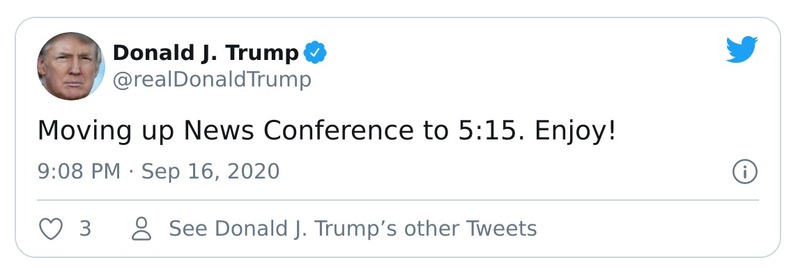 Donald J. Trump
@realDonaldTrump
Moving up News Conference to 5:15. Enjoy!
9:08 PM · Sep 16, 2020
3
See Donald J. Trump’s other Tweets